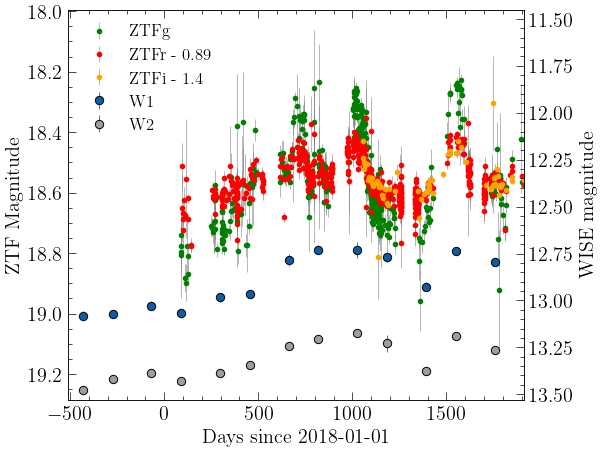 ZTFg
ZTFr - 0.89
ZTFi - 1.4
W1
W2
ZTF Magnitude
18.0
18.2
18.4
18.6
18.8
19.0
19.2
WISE magnitude
11.50
11.75
12.00
12.25
12.50
12.75
13.00
13.25
13.50
−500 0 500 1000 1500
Days since 2018-01-01